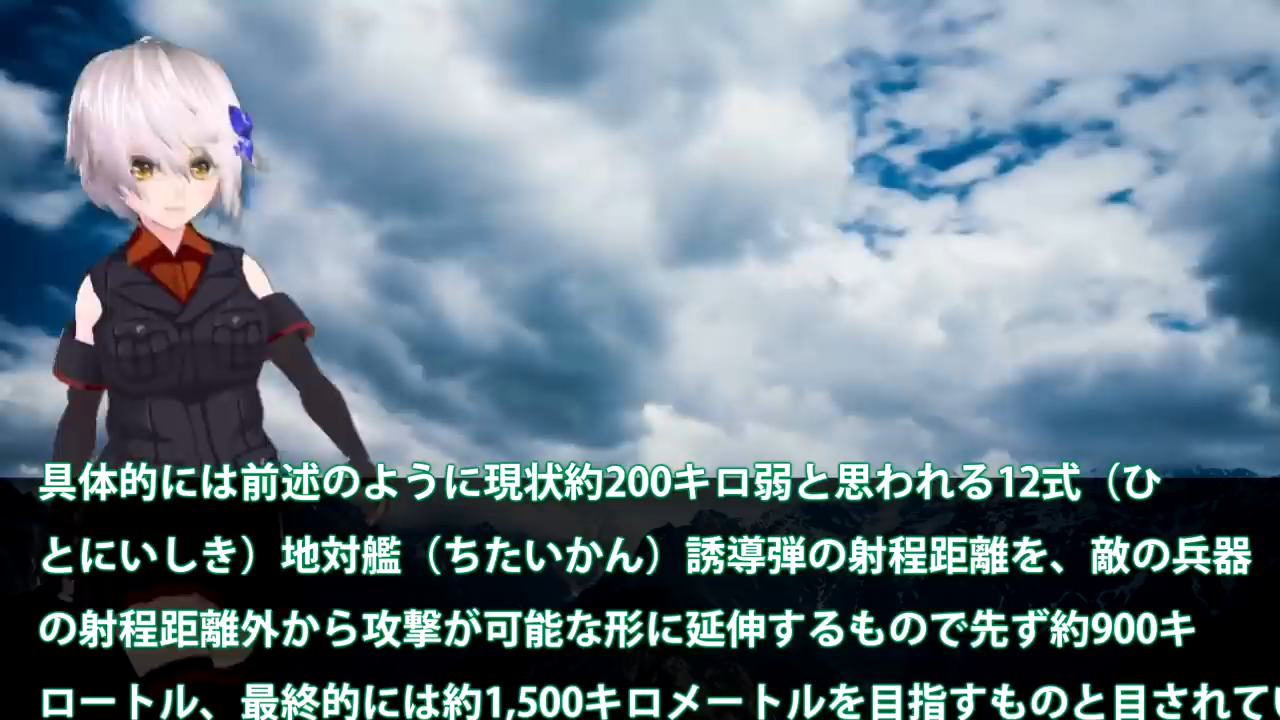 具体的には前述のように現状約200キロ弱と思われる12式（ひ
とにいしき）地対艦（ちたいかん）誘導弾の射程距離を、敵の兵器
の射程距離外から攻撃が可能な形に延伸するもので先ず約900キ
ロートル、最終的には約1,500キロメートルを目指すものと目されて